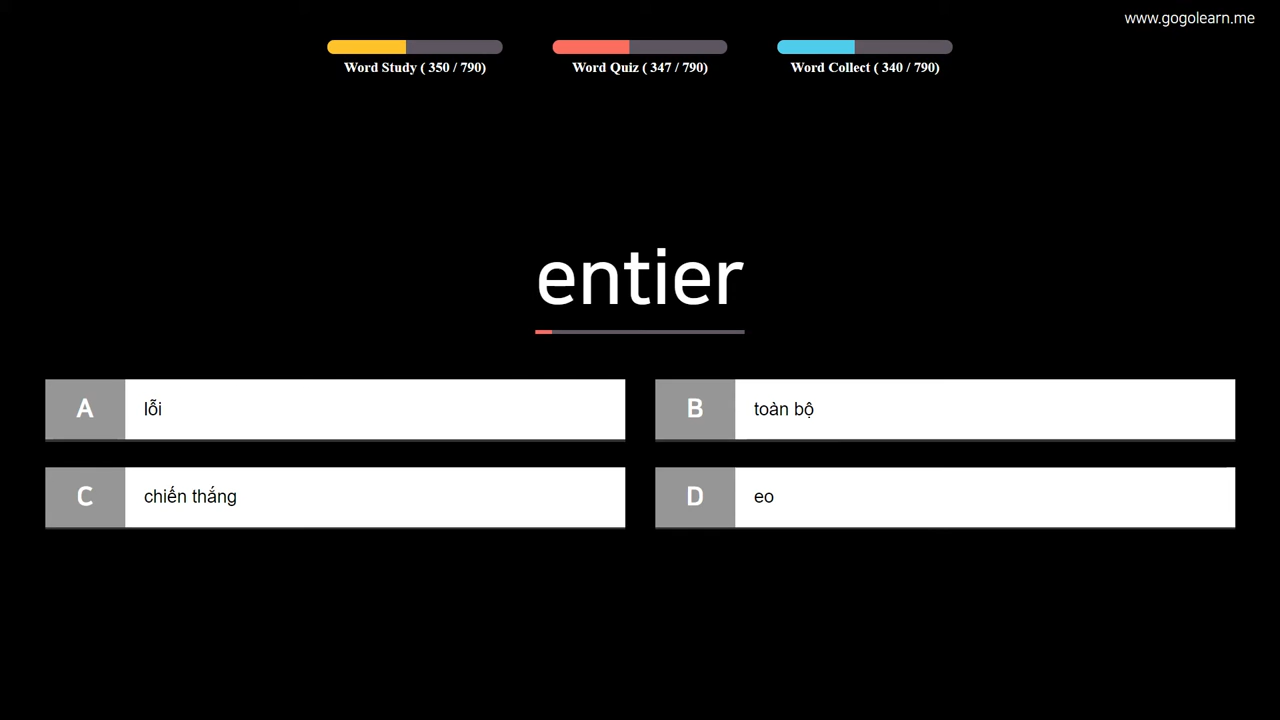 www.gogolearn.me
Word Study ( 350 / 790)
Word Quiz ( 347 / 790)
Word Collect ( 340 / 790)
entier
A lỗi
B toàn bộ
C chiến thắng
D eo